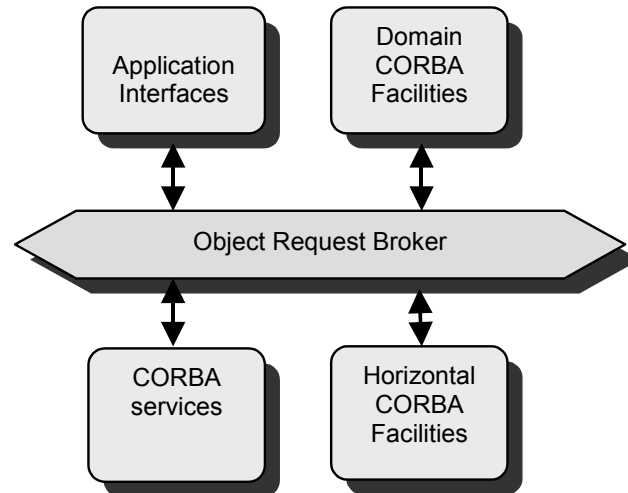 Application
Interfaces
Domain
CORBA
Facilities
Object Request Broker
CORBA
services
Horizontal
CORBA
Facilities